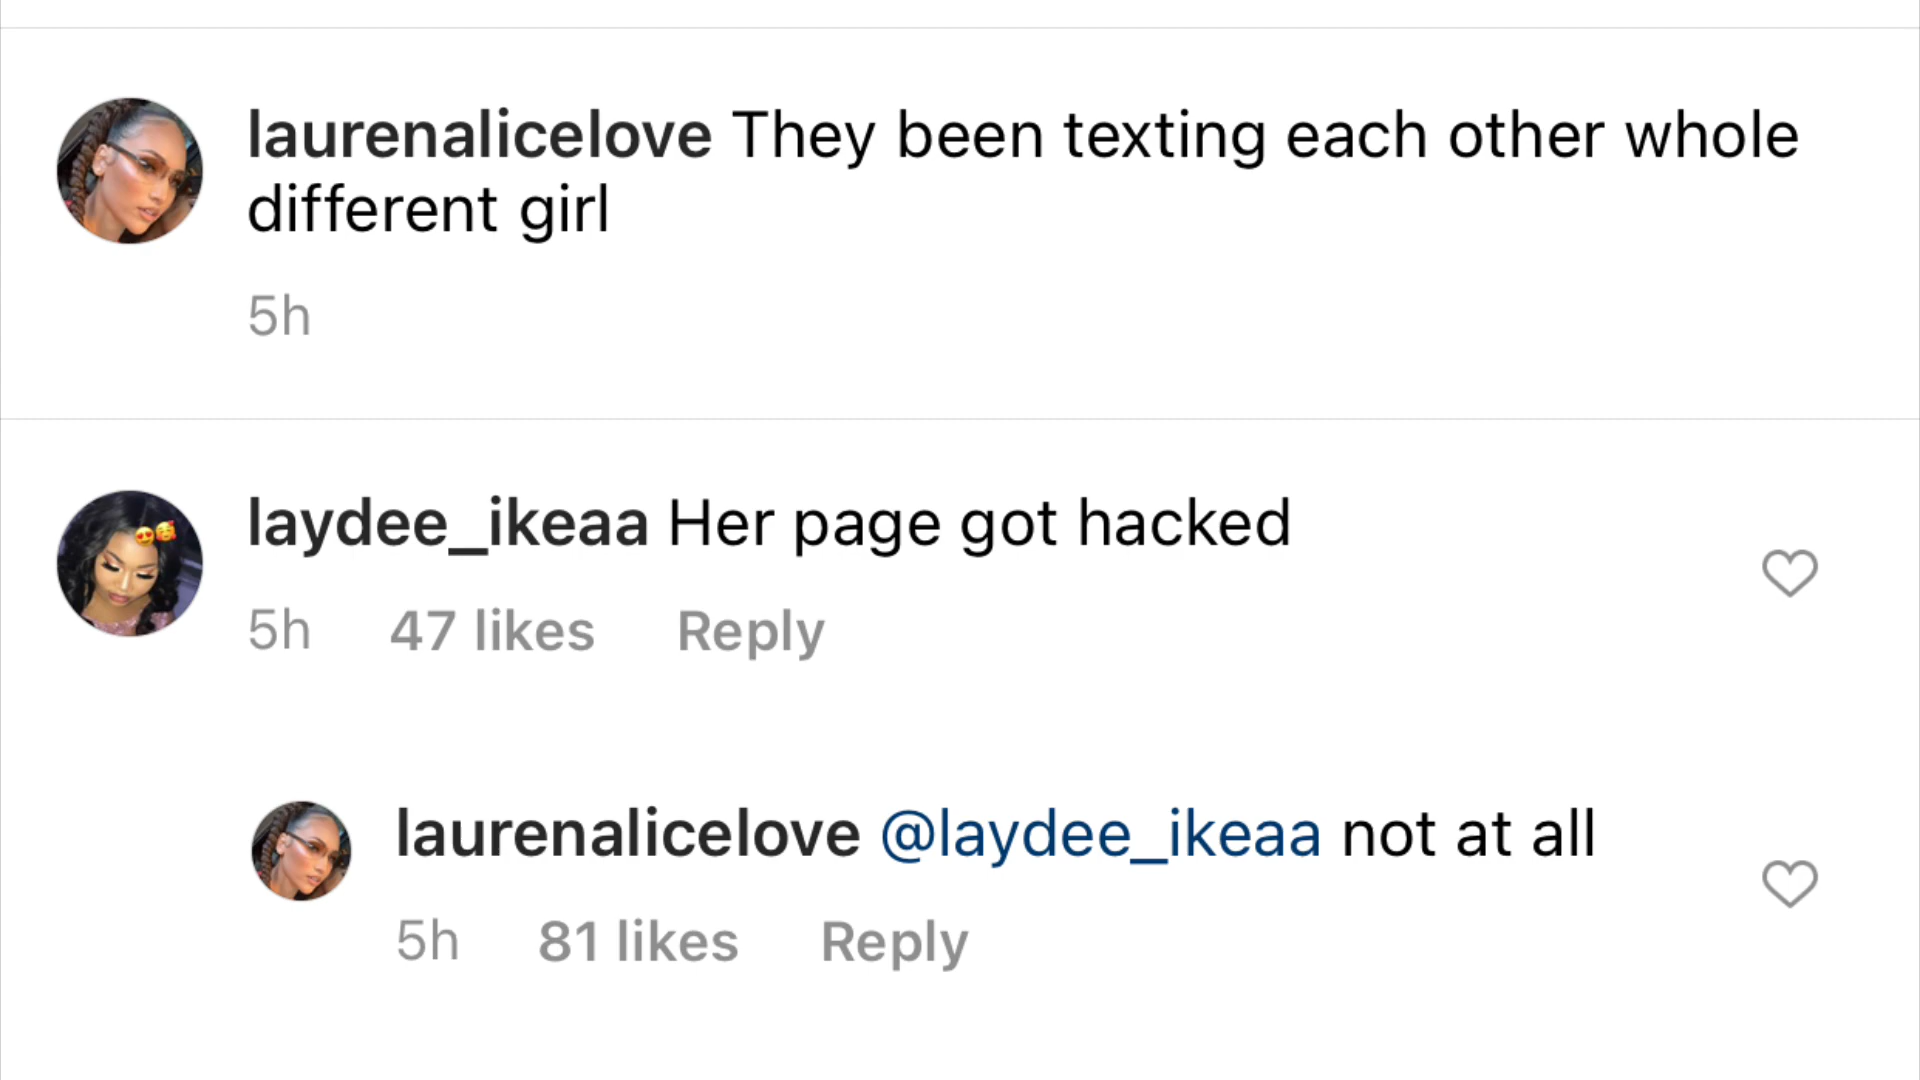 laurenalicelove They been texting each other whole
different girl
5h
laydee_ikeaa Her page got hacked
5h 47 likes Reply
laurenalicelove @laydee_ikeaa not at all
5h 81 likes Reply